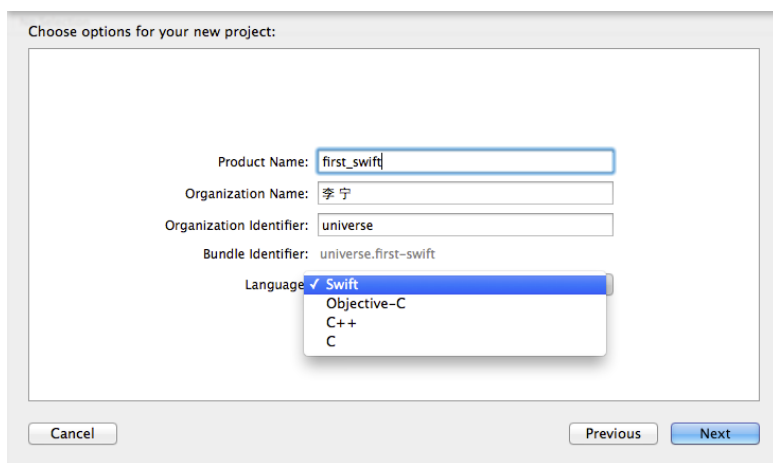 Choose options for your new project:
Product Name: first_swift
Organization Name: 李 宁
Organization Identifier: universe
Bundle Identifier: universe.first-swift
Language ✓ Swift
Objective-C
C++
C
Cancel Previous Next